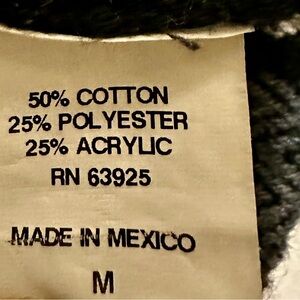 50% COTTON
25% POLYESTER
25% ACRYLIC
RN 63925
MADE IN MEXICO
M